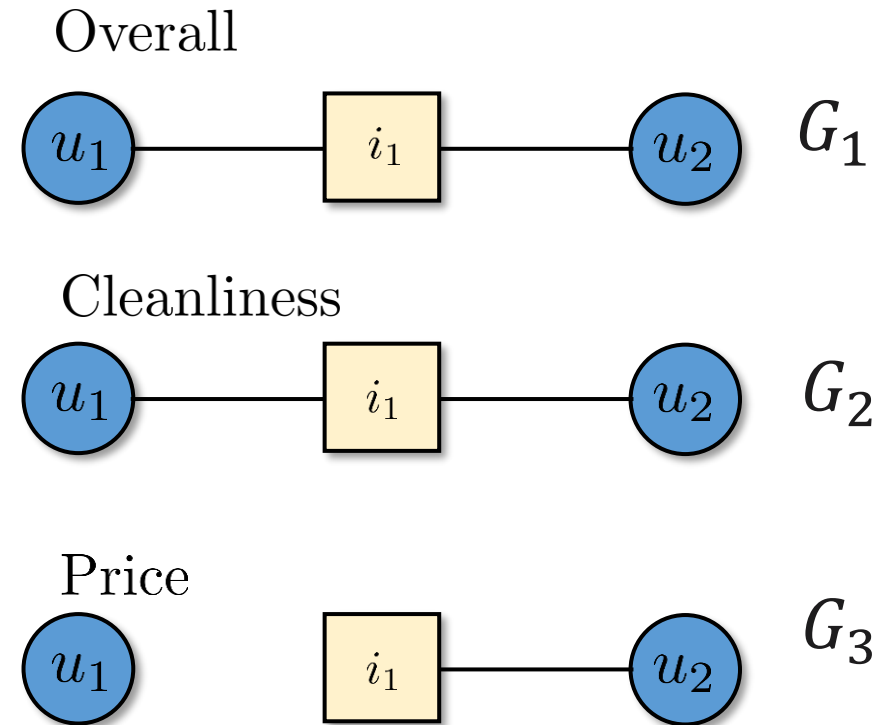 Overall
u₁ i₁ u₂ G₁
Cleanliness
u₁ i₁ u₂ G₂
Price
u₁ i₁ u₂ G₃